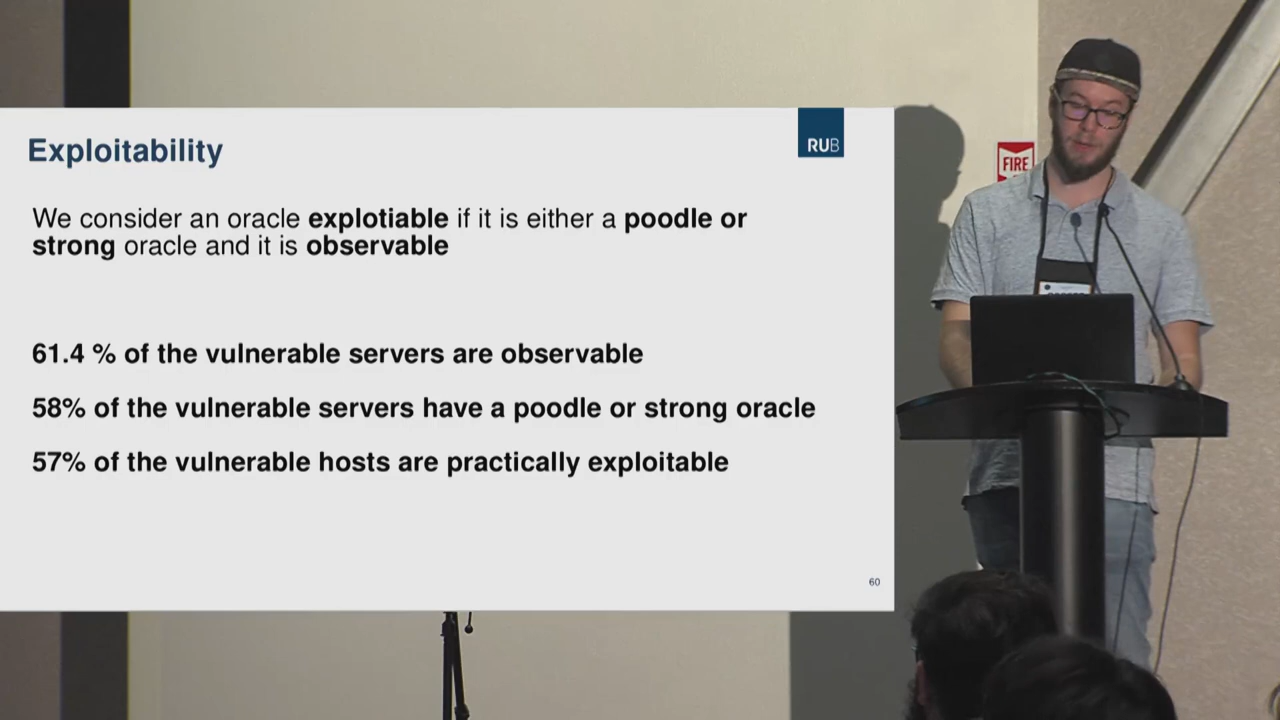 Exploitability
RUB
We consider an oracle explotiable if it is either a poodle or
strong oracle and it is observable
61.4 % of the vulnerable servers are observable
58% of the vulnerable servers have a poodle or strong oracle
57% of the vulnerable hosts are practically exploitable
60
FIRE